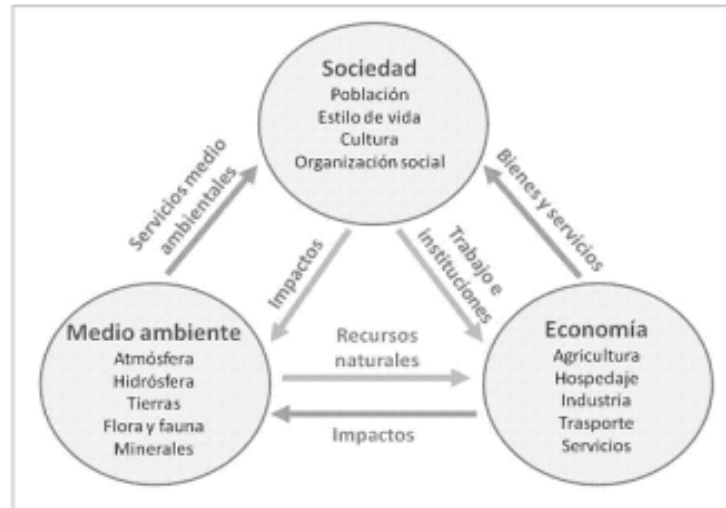 Sociedad
Población
Estilo de vida
Cultura
Organización social
Servicios medio
ambientales
Bienes y servicios
Impactos
Trabajo e
instituciones
Medio ambiente
Atmósfera
Hidrósfera
Tierras
Flora y fauna
Minerales
Recursos
naturales
Impactos
Economía
Agricultura
Hospedaje
Industria
Trasporte
Servicios